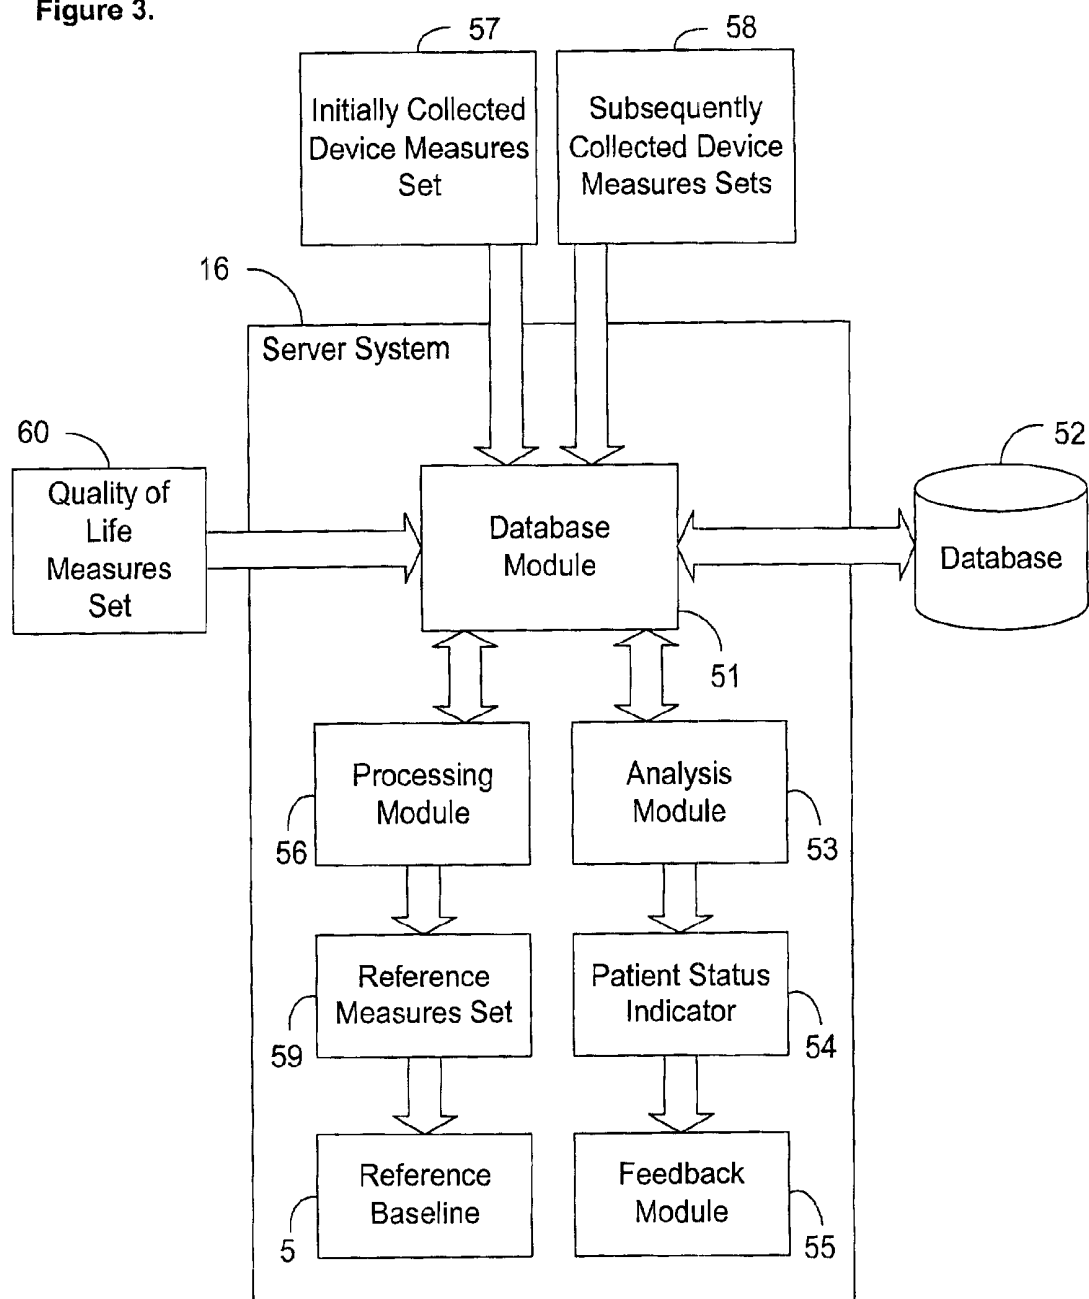 Figure 3.
57
58
Initially Collected
Device Measures
Set
Subsequently
Collected Device
Measures Sets
16
Server System
60
Quality of
Life
Measures
Set
Database
Module
52
Database
51
Processing
Module
56
Analysis
Module
53
Reference
Measures Set
59
Patient Status
Indicator
54
Reference
Baseline
5
Feedback
Module
55